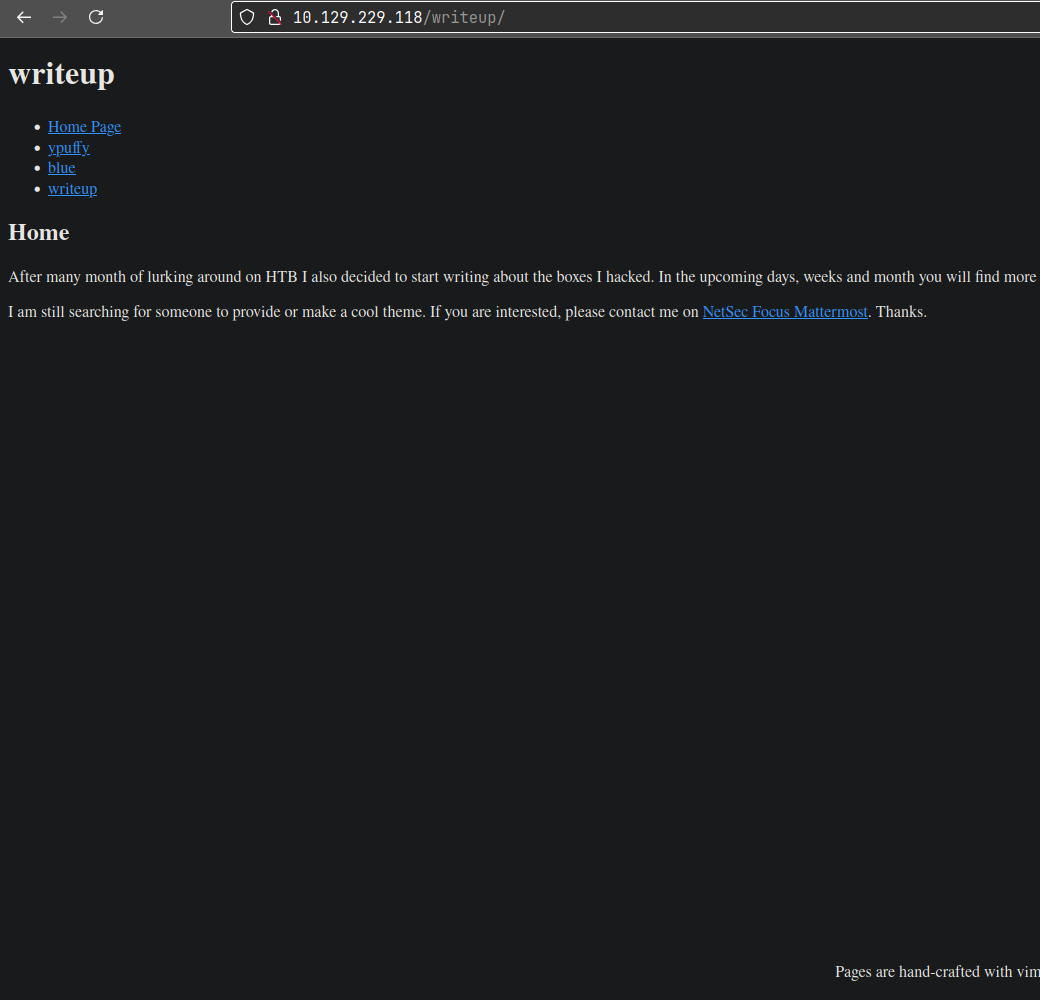 10.129.229.118/writeup/
writeup
Home Page
ypuffy
blue
writeup
Home
After many month of lurking around on HTB I also decided to start writing about the boxes I hacked. In the upcoming days, weeks and month you will find more
I am still searching for someone to provide or make a cool theme. If you are interested, please contact me on NetSec Focus Mattermost. Thanks.
Pages are hand-crafted with vim